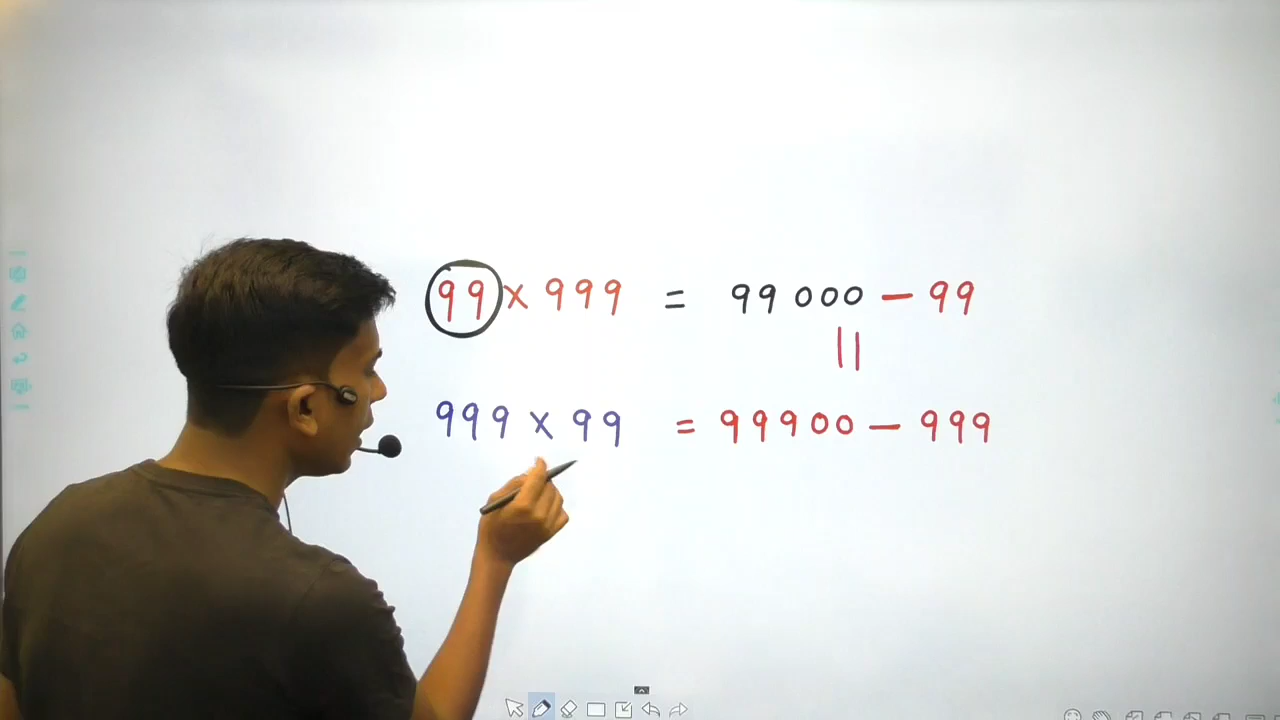 99 × 999 = 99000 – 99
||
999 × 99 = 99900 – 999